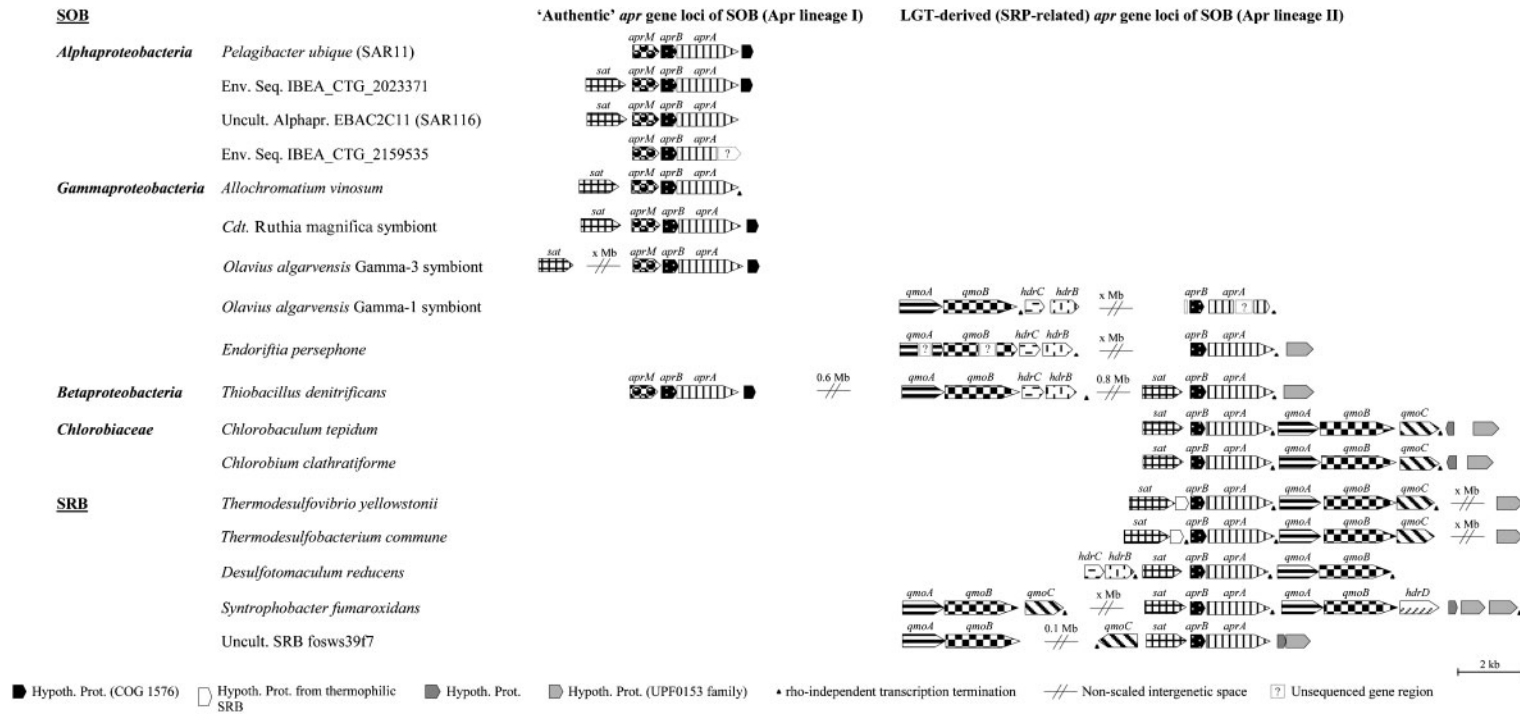 SOB 'Authentic' apr gene loci of SOB (Apr lineage I) LGT-derived (SRP-related) apr gene loci of SOB (Apr lineage II)
aprM aprB aprA
Alphaproteobacteria Pelagibacter ubique (SAR11)
sat aprM aprB aprA
Env. Seq. IBEA_CTG_2023371
sat aprM aprB aprA
Uncult. Alphapr. EBAC2C11 (SAR116)
aprM aprB aprA
Env. Seq. IBEA_CTG_2159535 ?
sat aprM aprB aprA
Gammaproteobacteria Allochromatium vinosum
sat aprM aprB aprA
Cdt. Ruthia magnifica symbiont
sat x Mb aprM aprB aprA
Olavius algarvensis Gamma-3 symbiont
qmoA qmoB hdrC hdrB x Mb aprB aprA
Olavius algarvensis Gamma-1 symbiont ?
qmoA qmoB hdrC hdrB x Mb aprB aprA
Endoriftia persephone ? ?
aprM aprB aprA 0.6 Mb qmoA qmoB hdrC hdrB 0.8 Mb sat aprB aprA
Betaproteobacteria Thiobacillus denitrificans
sat aprB aprA qmoA qmoB qmoC
Chlorobiaceae Chlorobaculum tepidum
sat aprB aprA qmoA qmoB qmoC
Chlorobium clathratiforme
sat aprB aprA qmoA qmoB qmoC x Mb
SRB Thermodesulfovibrio yellowstonii
sat aprB aprA qmoA qmoB qmoC x Mb
Thermodesulfobacterium commune
hdrC hdrB sat aprB aprA qmoA qmoB
Desulfotomaculum reducens
qmoA qmoB qmoC x Mb sat aprB aprA qmoA qmoB hdrD
Syntrophobacter fumaroxidans
qmoA qmoB 0.1 Mb qmoC sat aprB aprA
Uncult. SRB fosws39f7
2 kb
Hypoth. Prot. (COG 1576) Hypoth. Prot. from thermophilic Hypoth. Prot. Hypoth. Prot. (UPF0153 family) rho-independent transcription termination Non-scaled intergenetic space ? Unsequenced gene region
SRB